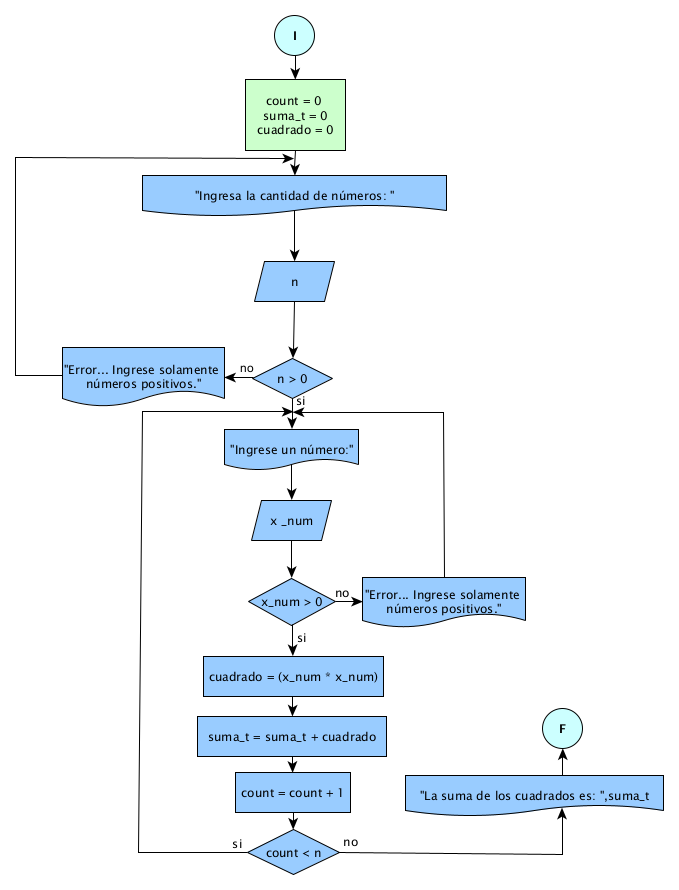 I
count = 0
suma_t = 0
cuadrado = 0
"Ingresa la cantidad de números: "
n
n > 0
no
"Error... Ingrese solamente
números positivos."
si
"Ingrese un número:"
x _num
x_num > 0
no
"Error... Ingrese solamente
números positivos."
si
cuadrado = (x_num * x_num)
suma_t = suma_t + cuadrado
count = count + 1
count < n
si
no
"La suma de los cuadrados es: ",suma_t
F